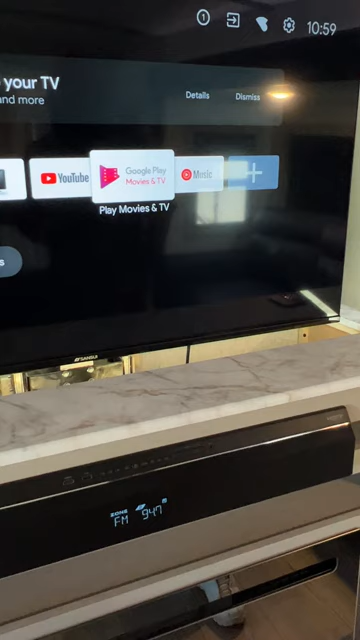 1
10:59
your TV
and more
Details
Dismiss
YouTube
Google Play
Movies & TV
Music
Play Movies & TV
s
SANSUI
ZONE
FM 94.7